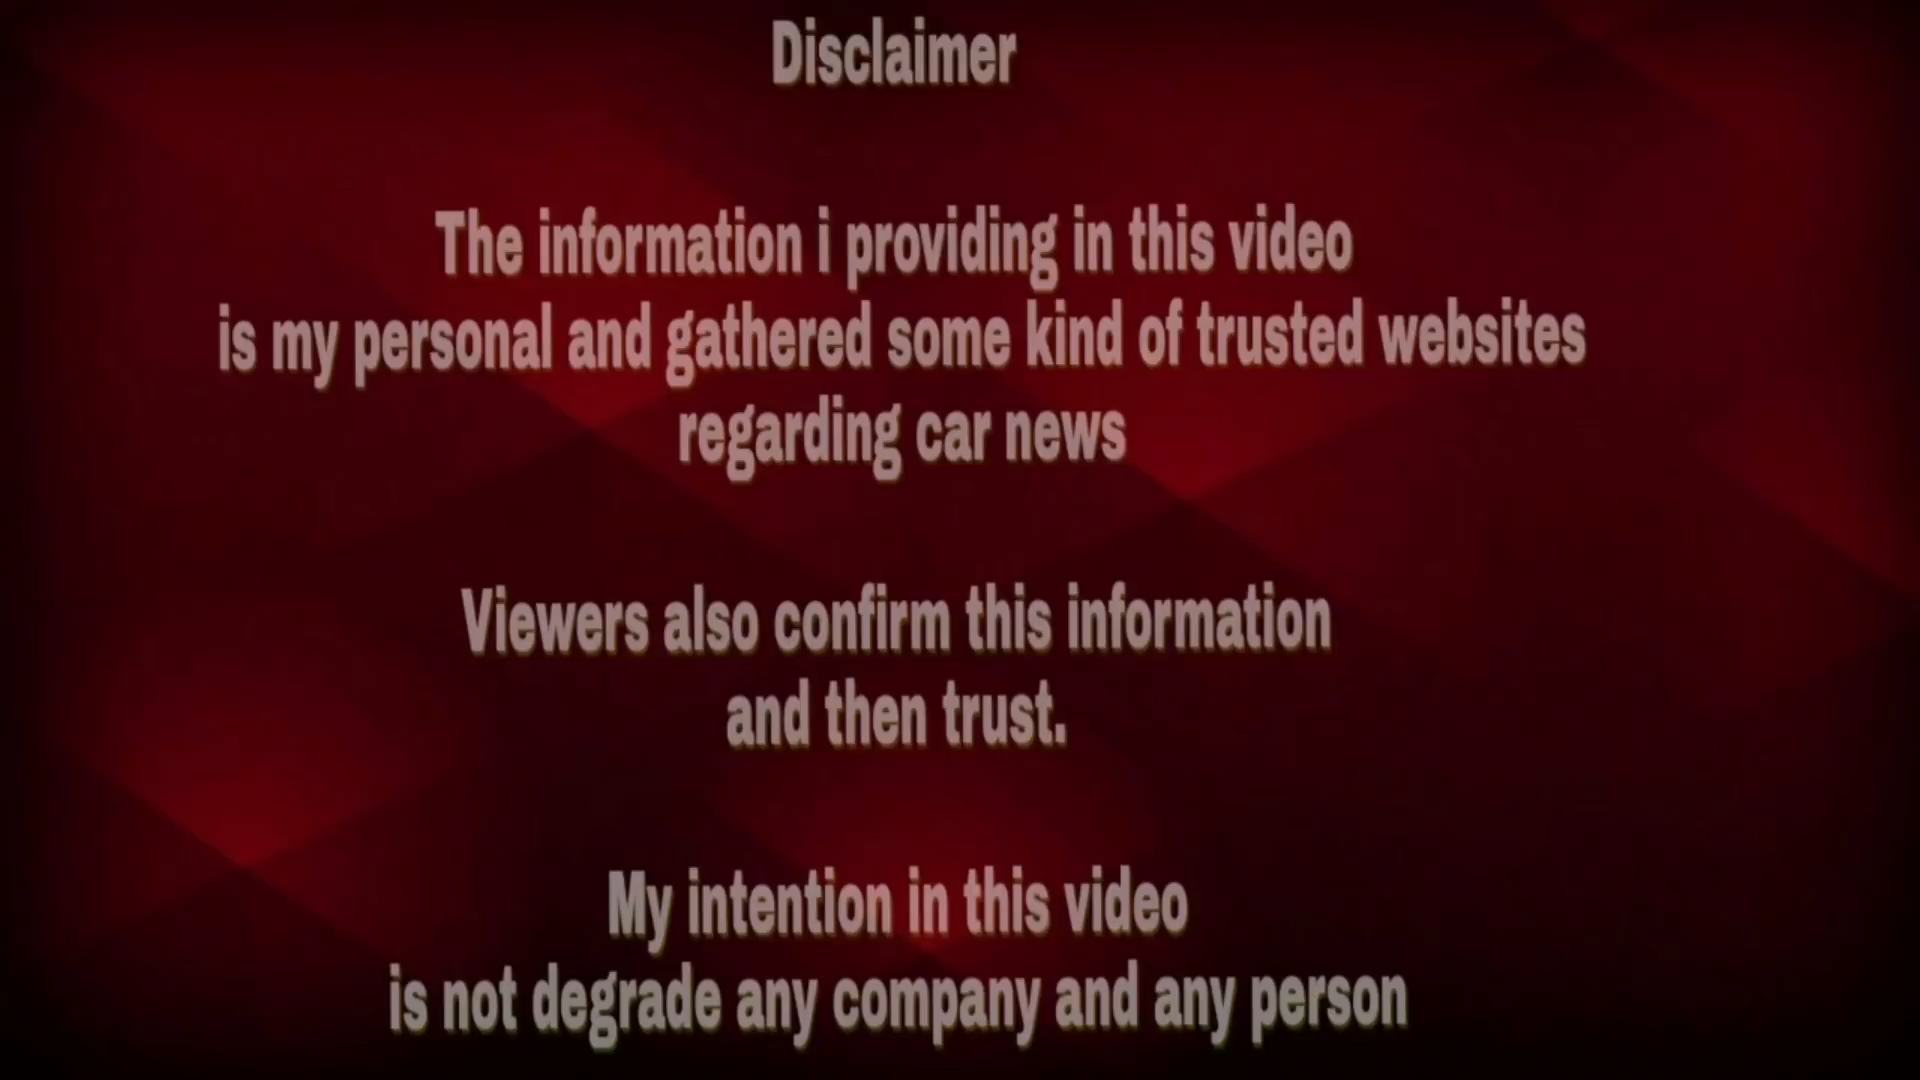 Disclaimer
The information i providing in this video
is my personal and gathered some kind of trusted websites
regarding car news
Viewers also confirm this information
and then trust.
My intention in this video
is not degrade any company and any person